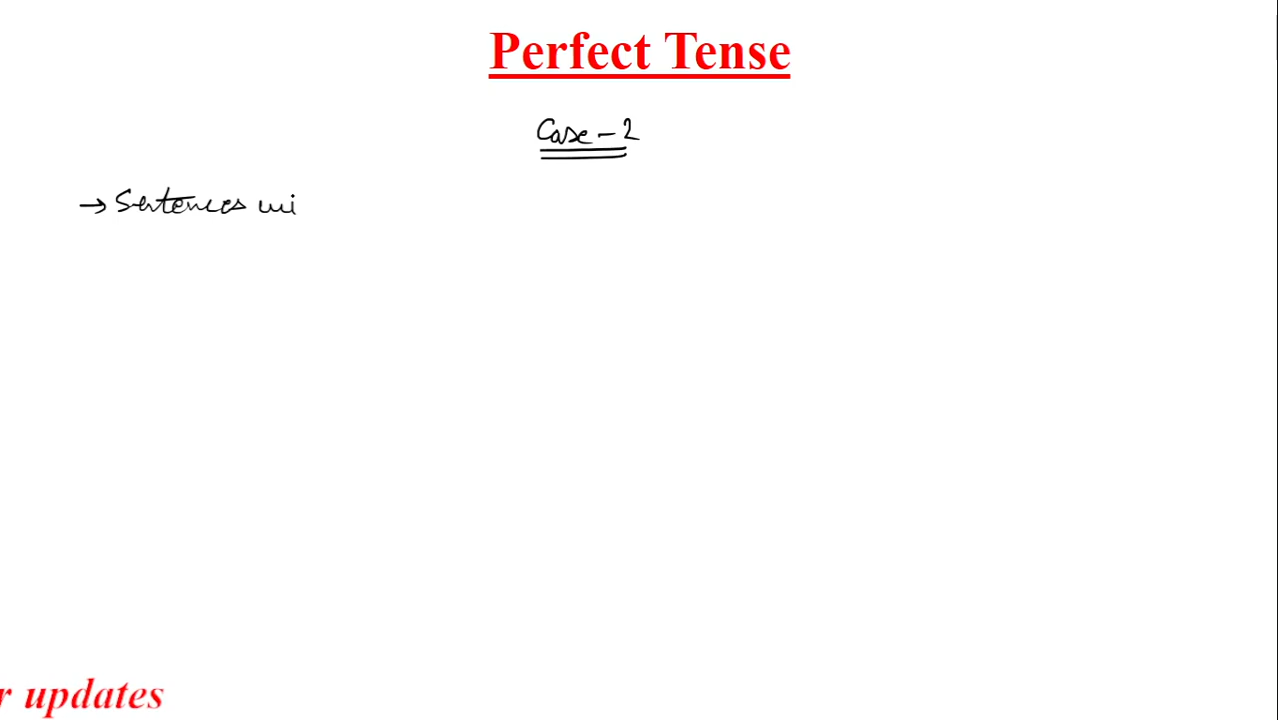 Perfect Tense
Case - 2
→ Sentences wi
r updates